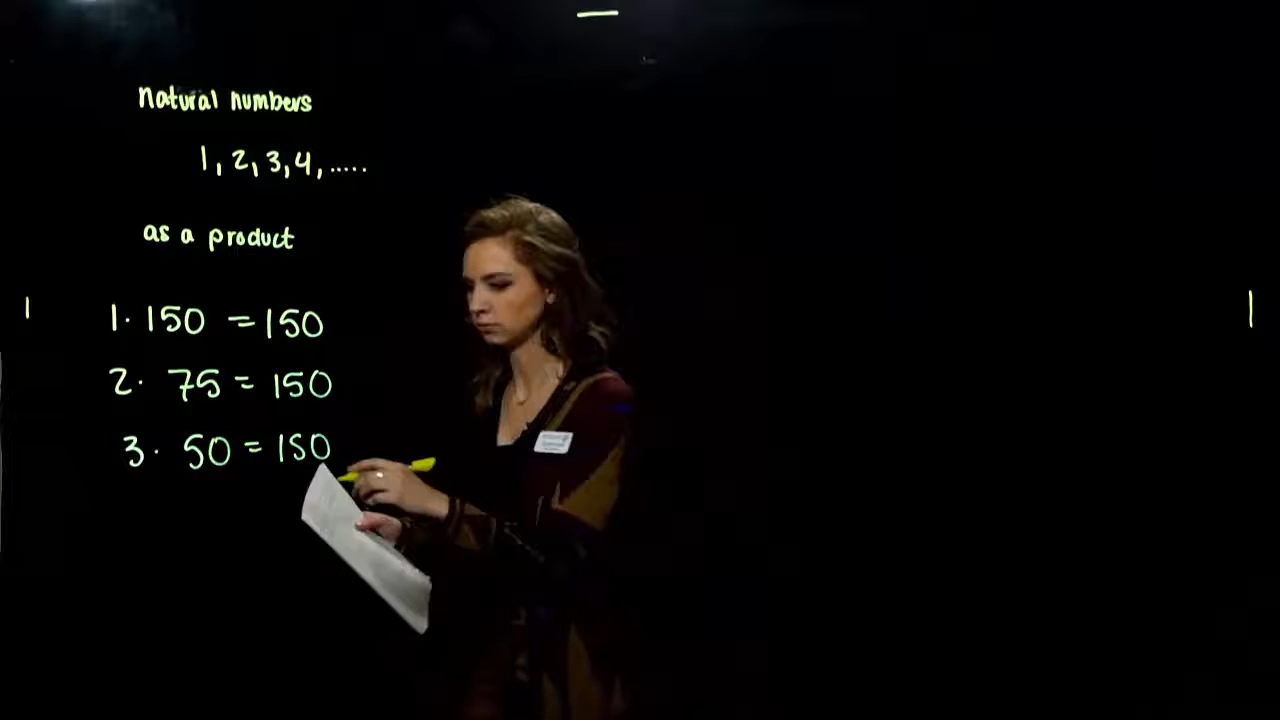 natural numbers
1, 2, 3, 4, .....
as a product
1 · 150 = 150
2 · 75 = 150
3 · 50 = 150